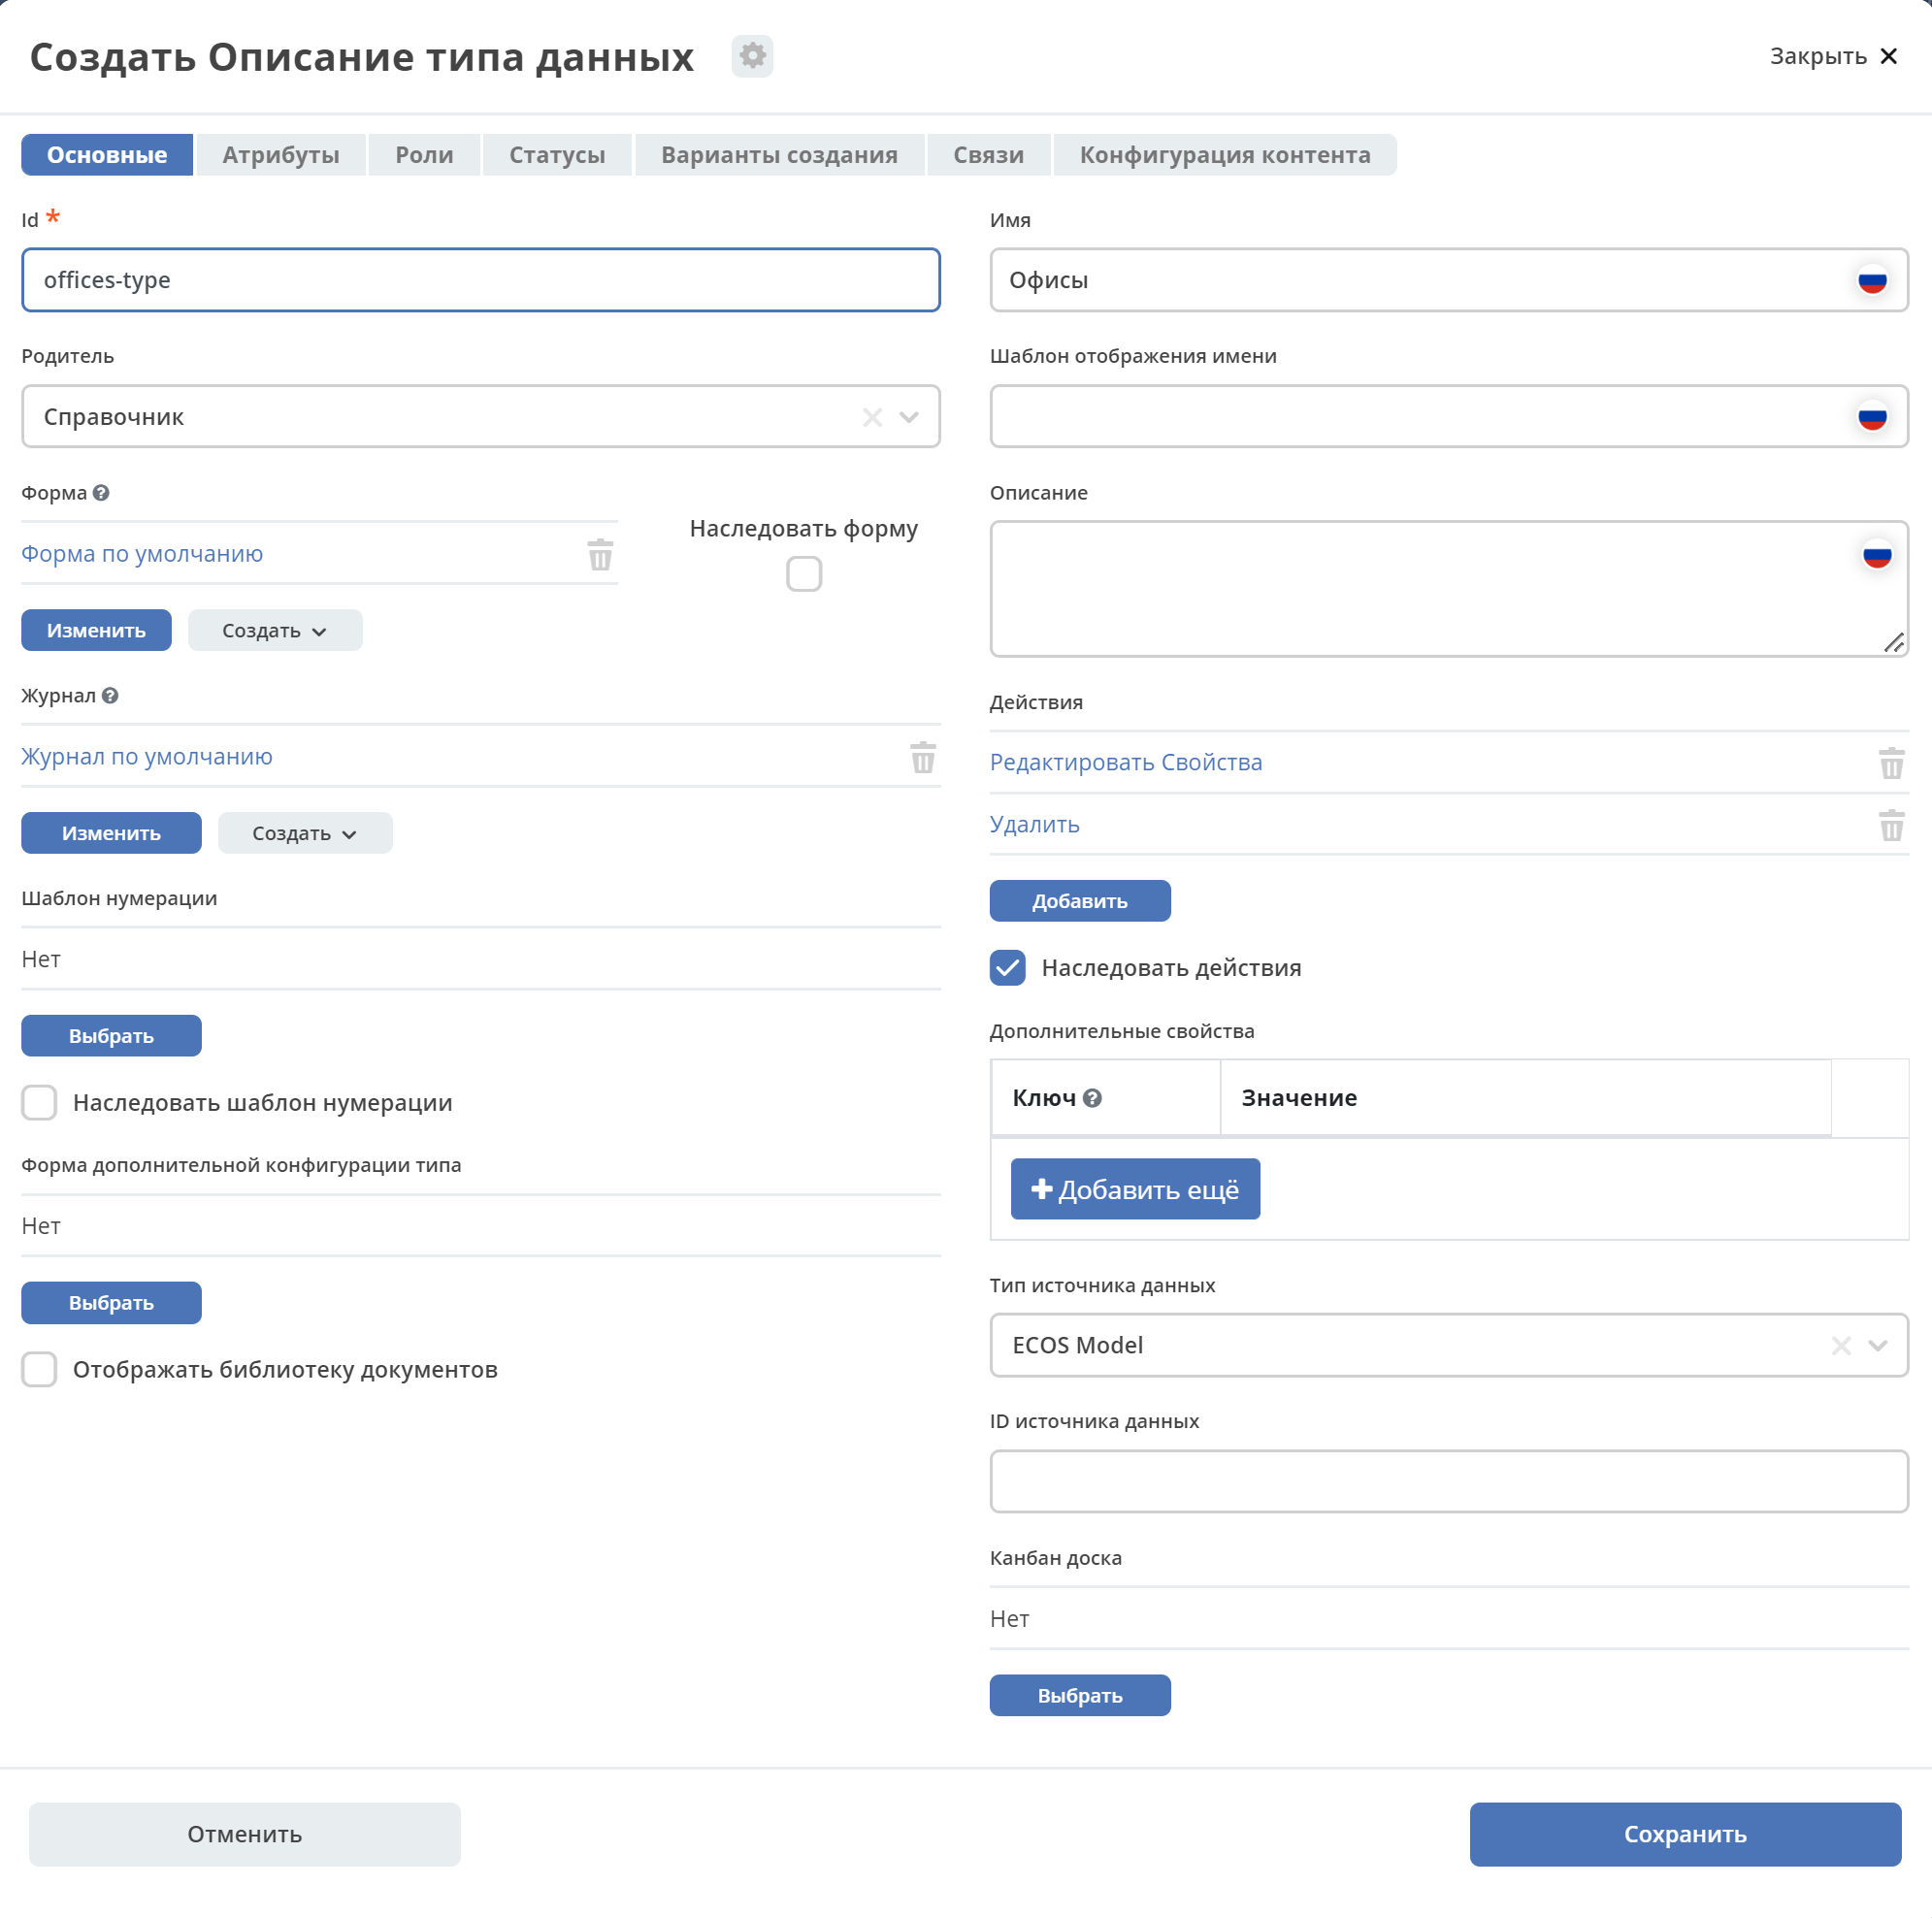 Создать Описание типа данных
Закрыть
Основные
Атрибуты
Роли
Статусы
Варианты создания
Связи
Конфигурация контента
Id *
offices-type
Родитель
Справочник
Форма
Форма по умолчанию
Наследовать форму
Изменить
Создать
Журнал
Журнал по умолчанию
Изменить
Создать
Шаблон нумерации
Нет
Выбрать
Наследовать шаблон нумерации
Форма дополнительной конфигурации типа
Нет
Выбрать
Отображать библиотеку документов
Имя
Офисы
Шаблон отображения имени
Описание
Действия
Редактировать Свойства
Удалить
Добавить
Наследовать действия
Дополнительные свойства
Ключ
Значение
Добавить ещё
Тип источника данных
ECOS Model
ID источника данных
Канбан доска
Нет
Выбрать
Отменить
Сохранить